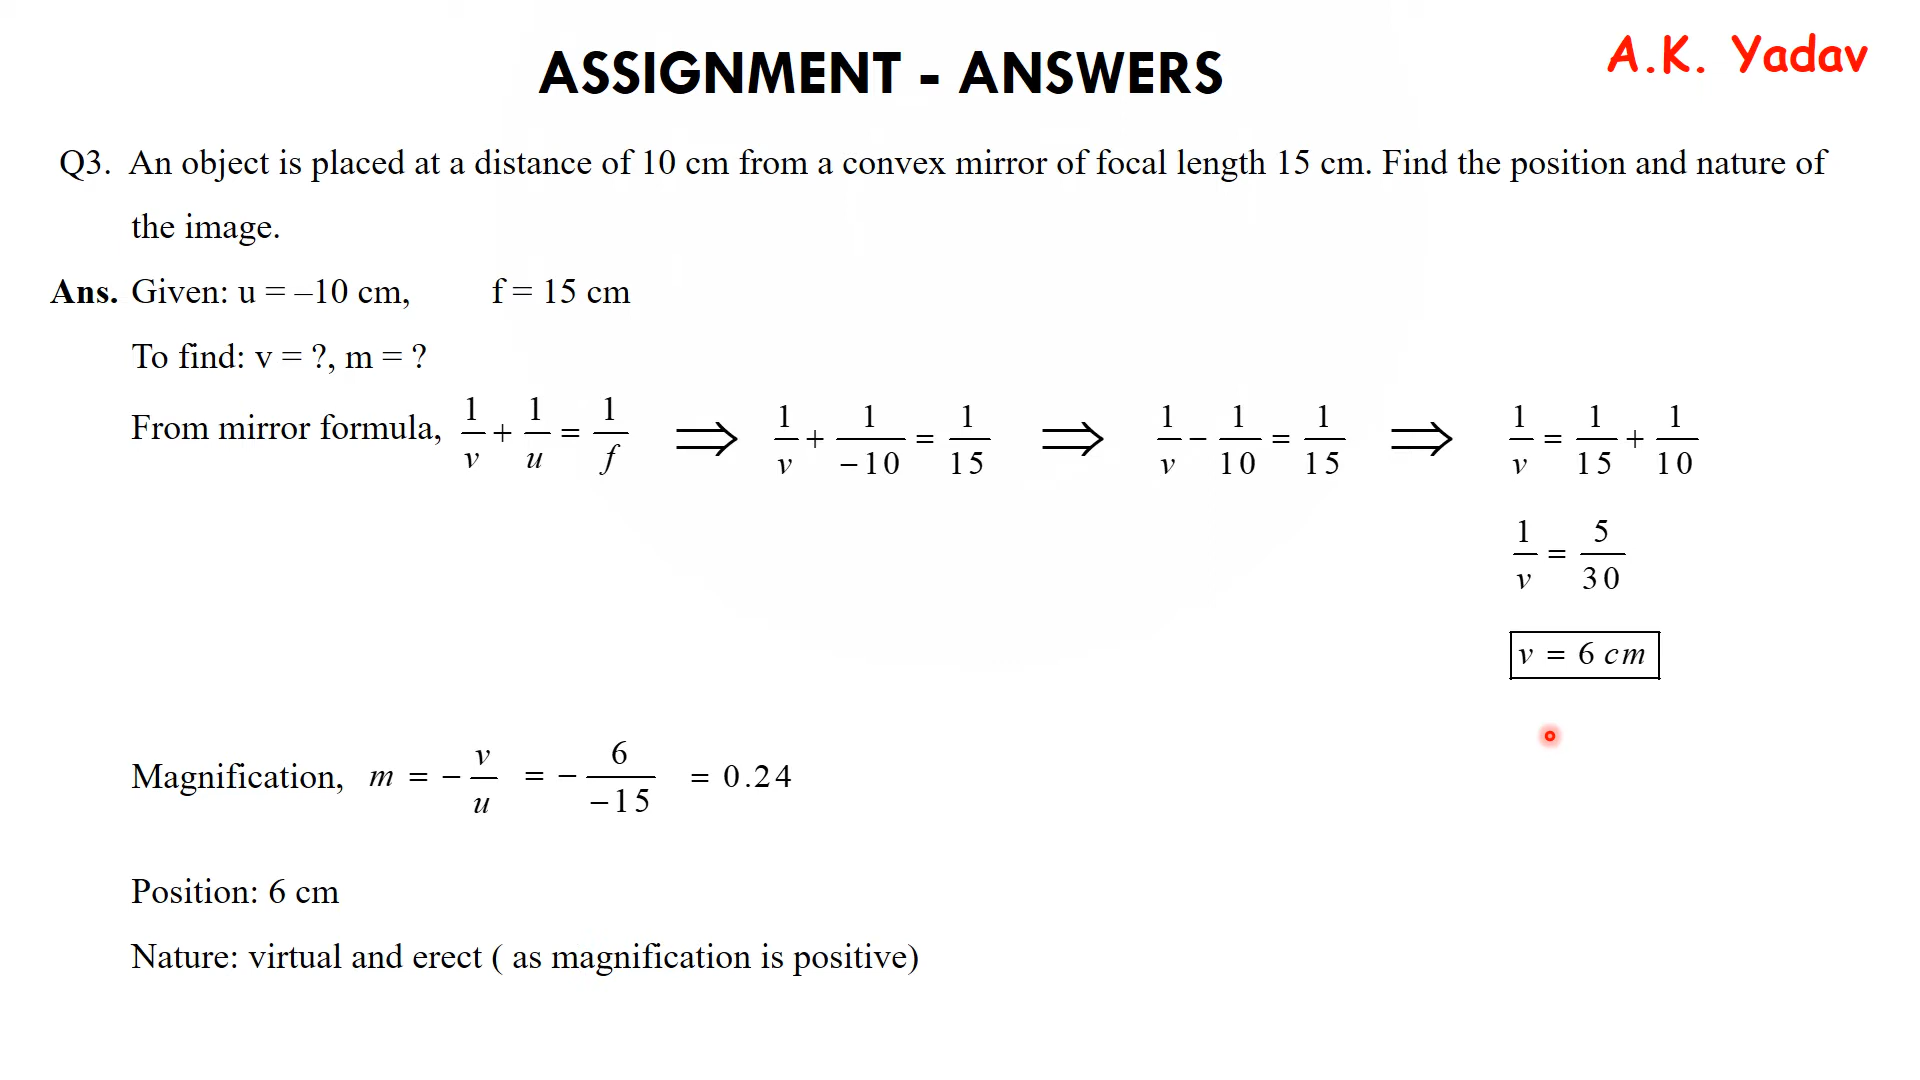 ASSIGNMENT - ANSWERS
A.K. Yadav
Q3. An object is placed at a distance of 10 cm from a convex mirror of focal length 15 cm. Find the position and nature of
the image.
Ans. Given: u = –10 cm, f = 15 cm
To find: v = ?, m = ?
From mirror formula, 1/v + 1/u = 1/f ⟹ 1/v + 1/−10 = 1/15 ⟹ 1/v − 1/10 = 1/15 ⟹ 1/v = 1/15 + 1/10
1/v = 5/30
v = 6 cm
Magnification, m = − v/u = − 6/−15 = 0.24
Position: 6 cm
Nature: virtual and erect ( as magnification is positive)